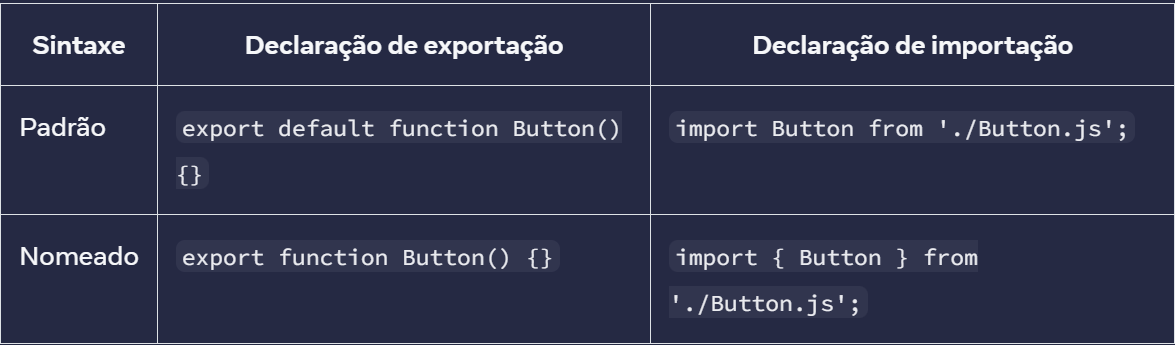 Sintaxe Declaração de exportação Declaração de importação
Padrão export default function Button() import Button from './Button.js';
{}
Nomeado export function Button() {} import { Button } from
'./Button.js';